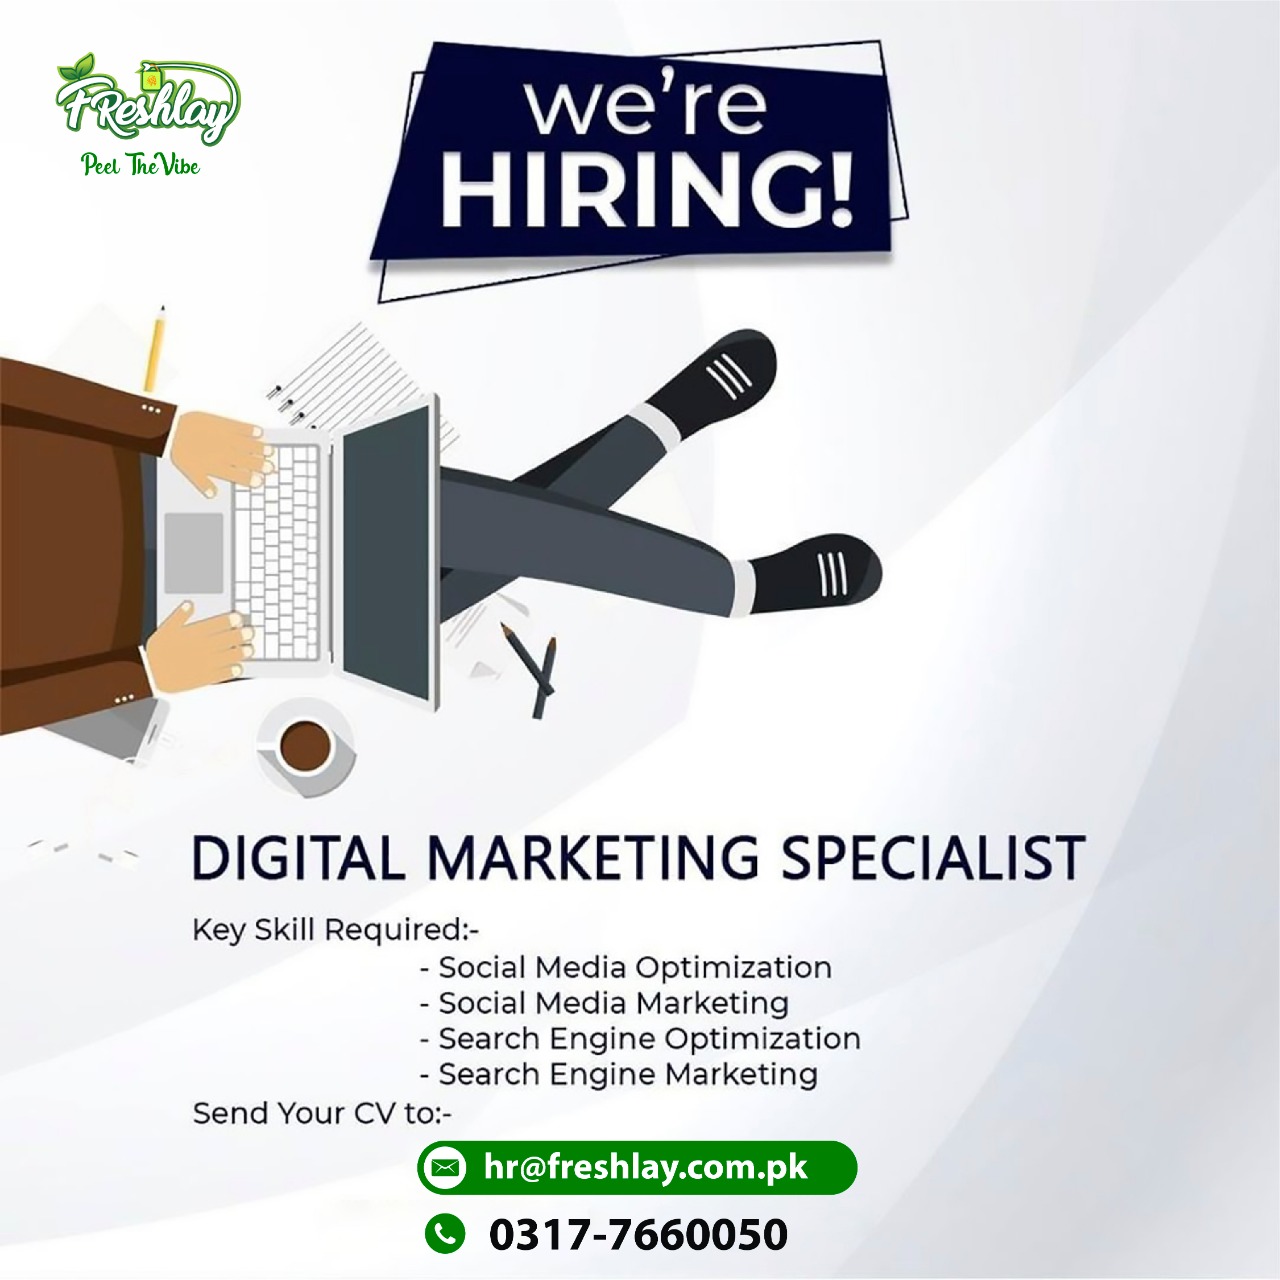 FReshlay
Peel The Vibe
we're
HIRING!
DIGITAL MARKETING SPECIALIST
Key Skill Required:-
- Social Media Optimization
- Social Media Marketing
- Search Engine Optimization
- Search Engine Marketing
Send Your CV to:-
hr@freshlay.com.pk
0317-7660050